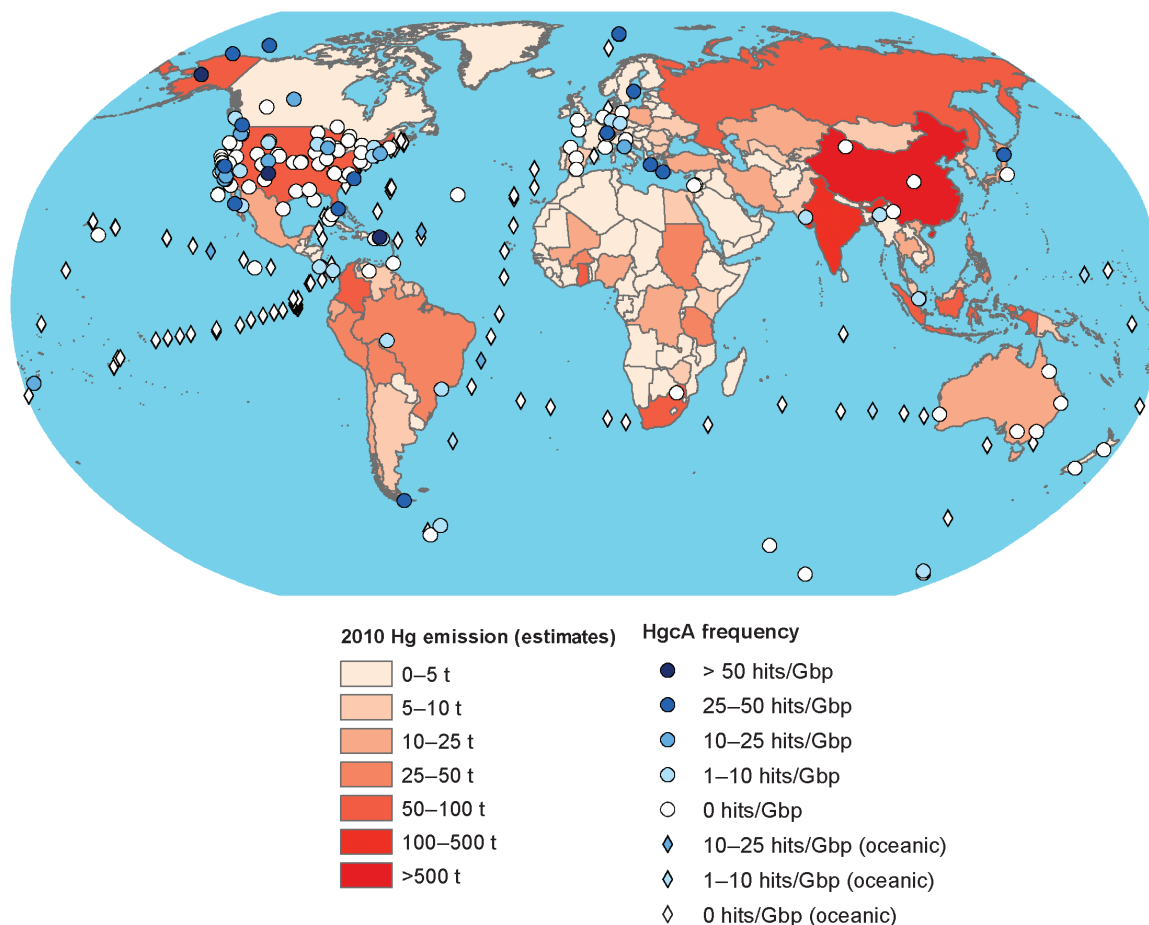 2010 Hg emission (estimates)
0–5 t
5–10 t
10–25 t
25–50 t
50–100 t
100–500 t
>500 t
HgcA frequency
> 50 hits/Gbp
25–50 hits/Gbp
10–25 hits/Gbp
1–10 hits/Gbp
0 hits/Gbp
10–25 hits/Gbp (oceanic)
1–10 hits/Gbp (oceanic)
0 hits/Gbp (oceanic)